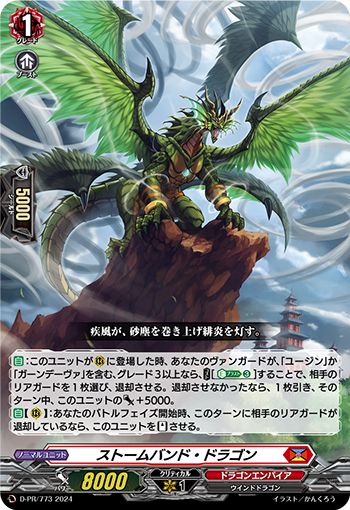 1
グレード
ブースト
5000
シールド
疾風が、砂塵を巻き上げ緋炎を灯す。
自:このユニットがRに登場した時、あなたのヴァンガードが、「ユージン」か
「ガーンデーヴァ」を含む、グレード3以上なら、【コスト】[CB1]することで、相手の
リアガードを1枚選び、退却させる。退却させなかったなら、1枚引き、その
ターン中、このユニットのパワー+5000。
自【R】:あなたのバトルフェイズ開始時、このターンに相手のリアガードが
退却しているなら、このユニットを【*】させる。
ノーマルユニット
ストームバンド・ドラゴン
パワー
8000
クリティカル
1
ドラゴンエンパイア
ウインドドラゴン
D-PR/773 2024
イラスト/かんくろう